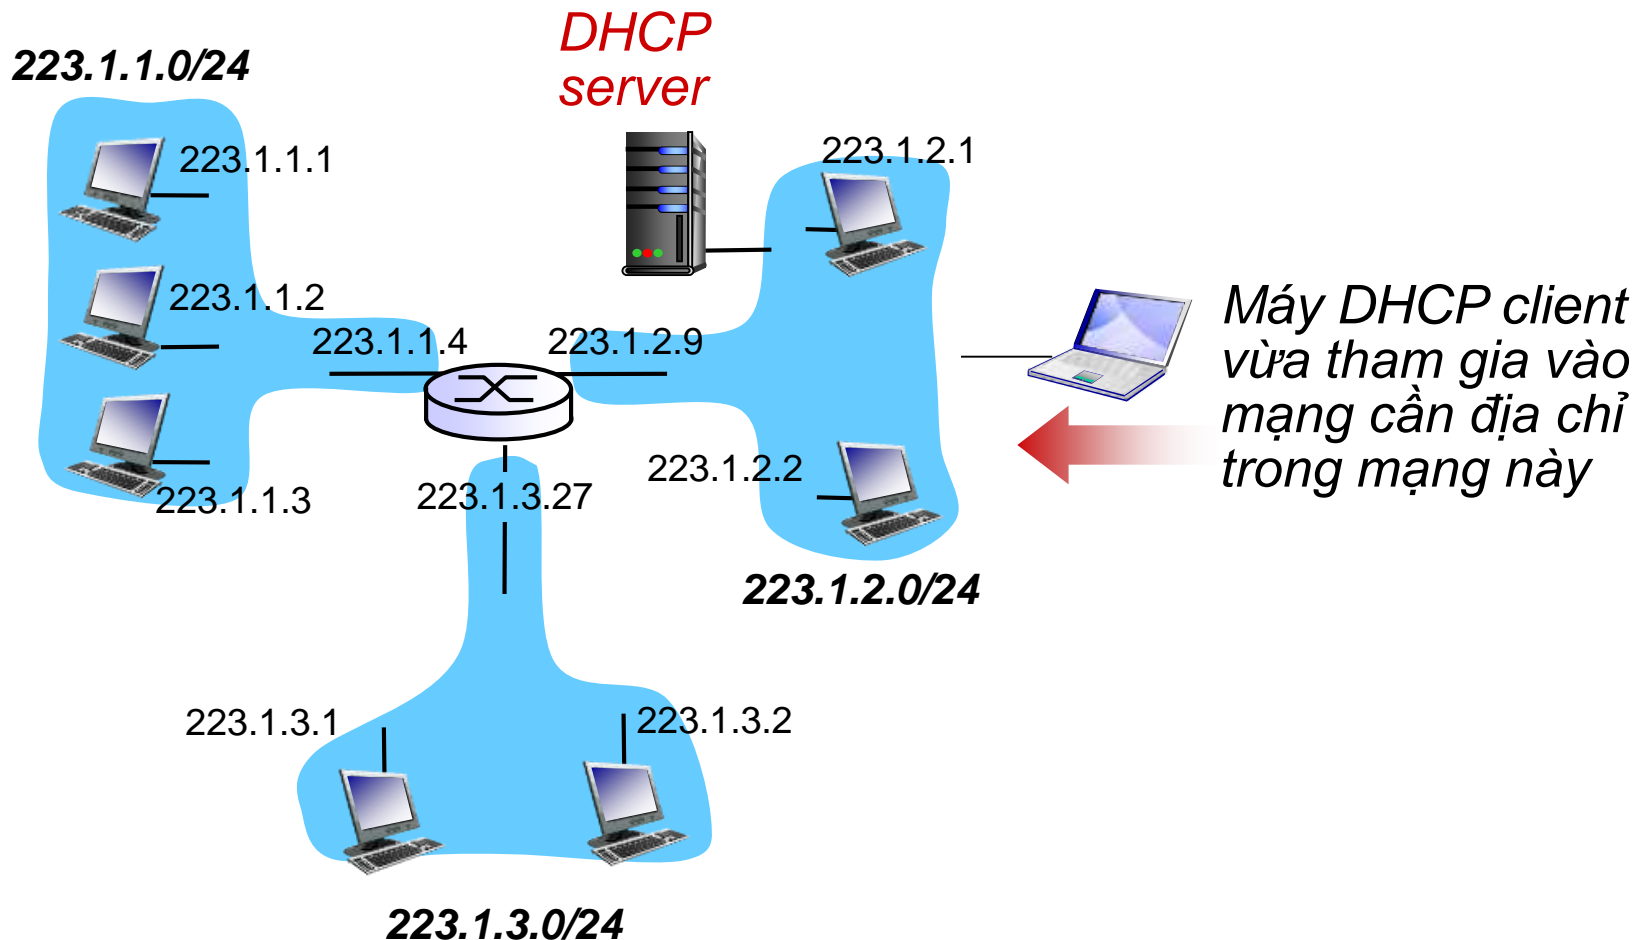 DHCP
server
223.1.1.0/24
223.1.1.1
223.1.2.1
223.1.1.2
223.1.1.4
223.1.2.9
Máy DHCP client
vừa tham gia vào
mạng cần địa chỉ
trong mạng này
223.1.2.2
223.1.1.3
223.1.3.27
223.1.2.0/24
223.1.3.1
223.1.3.2
223.1.3.0/24